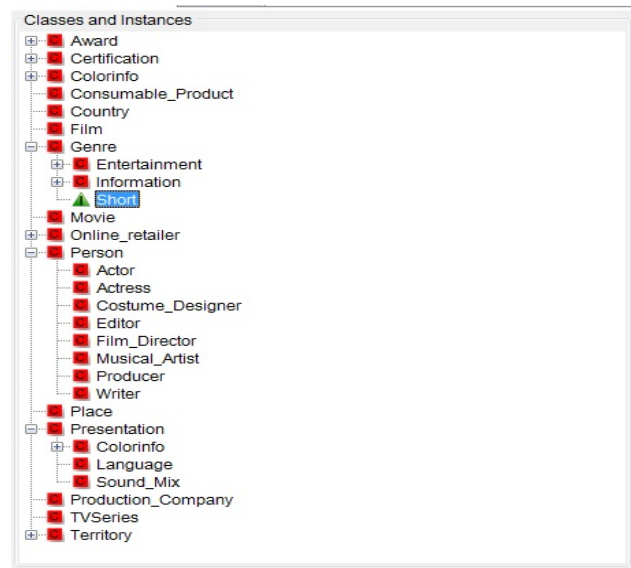 Classes and Instances
Award
Certification
Colorinfo
Consumable_Product
Country
Film
Genre
Entertainment
Information
Short
Movie
Online_retailer
Person
Actor
Actress
Costume_Designer
Editor
Film_Director
Musical_Artist
Producer
Writer
Place
Presentation
Colorinfo
Language
Sound_Mix
Production_Company
TVSeries
Territory